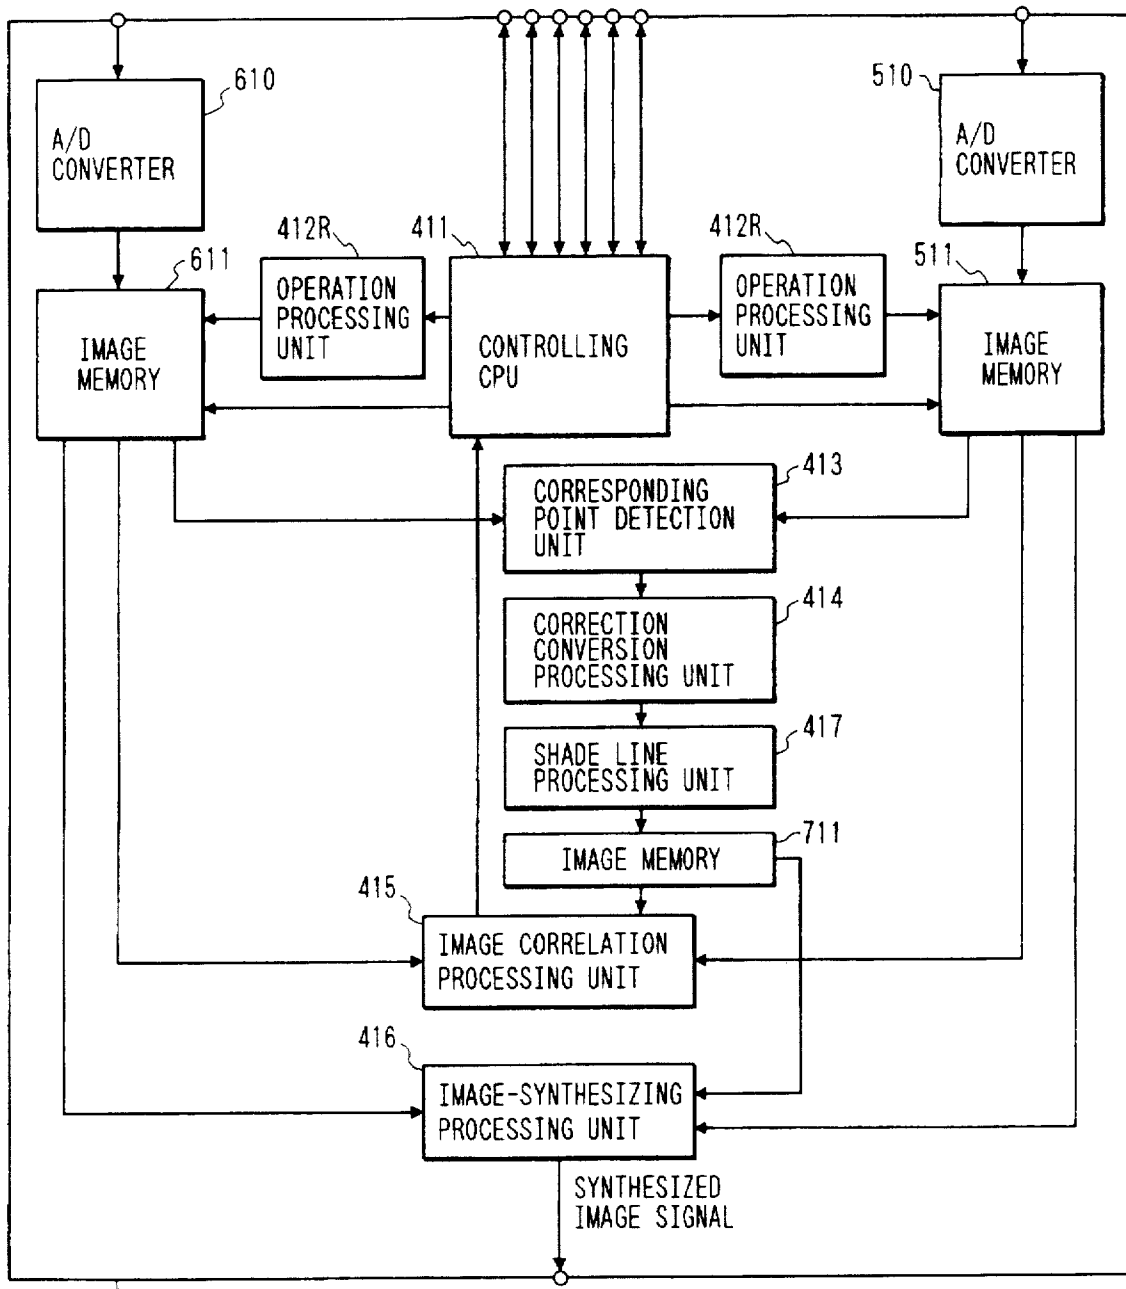 610
A/D
CONVERTER
510
A/D
CONVERTER
412R
411
412R
611
511
OPERATION
PROCESSING
UNIT
CONTROLLING
CPU
OPERATION
PROCESSING
UNIT
IMAGE
MEMORY
IMAGE
MEMORY
413
CORRESPONDING
POINT DETECTION
UNIT
414
CORRECTION
CONVERSION
PROCESSING UNIT
417
SHADE LINE
PROCESSING UNIT
711
IMAGE MEMORY
415
IMAGE CORRELATION
PROCESSING UNIT
416
IMAGE-SYNTHESIZING
PROCESSING UNIT
SYNTHESIZED
IMAGE SIGNAL